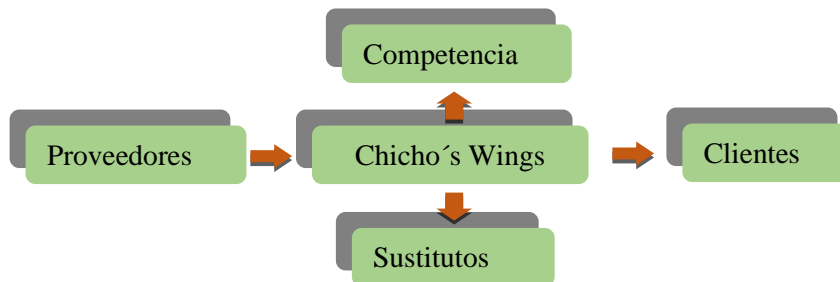 Competencia
Proveedores
Chicho´s Wings
Clientes
Sustitutos